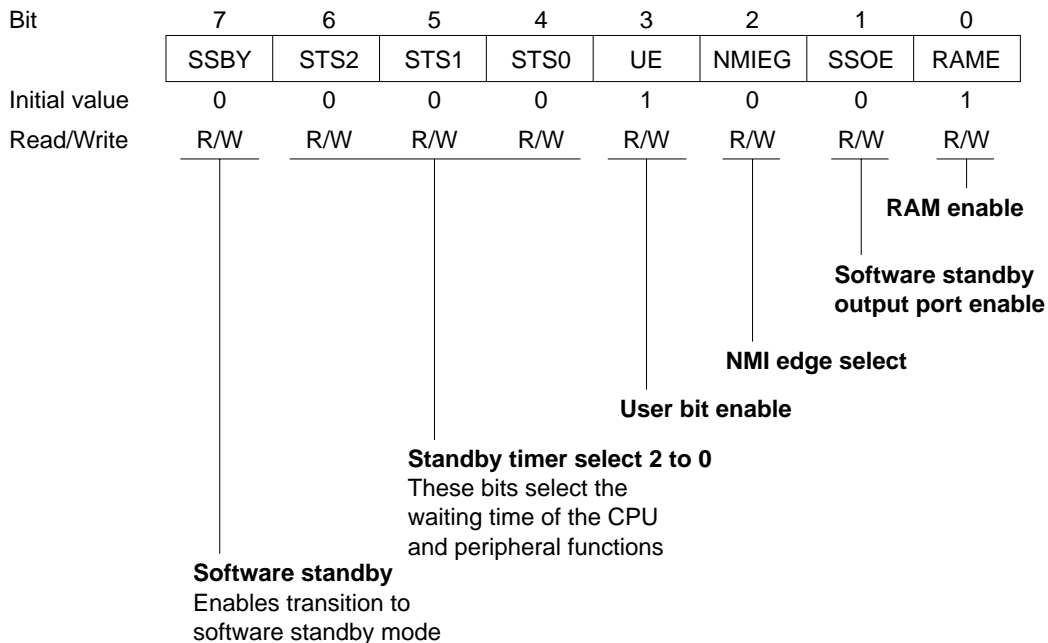 Bit 7 6 5 4 3 2 1 0
SSBY STS2 STS1 STS0 UE NMIEG SSOE RAME
Initial value 0 0 0 0 1 0 0 1
Read/Write R/W R/W R/W R/W R/W R/W R/W R/W
RAM enable
Software standby
output port enable
NMI edge select
User bit enable
Standby timer select 2 to 0
These bits select the
waiting time of the CPU
and peripheral functions
Software standby
Enables transition to
software standby mode